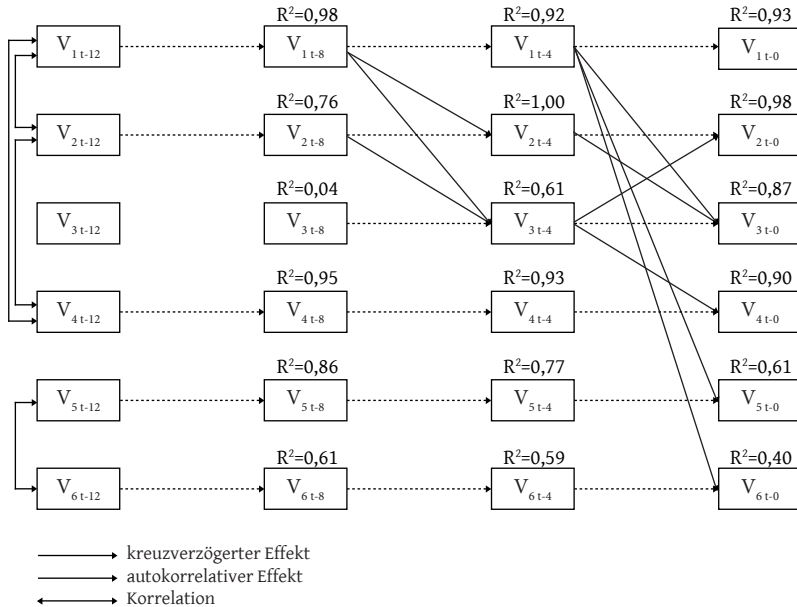 R²=0,98 R²=0,92 R²=0,93
V1 t-12 V1 t-8 V1 t-4 V1 t-0
R²=0,76 R²=1,00 R²=0,98
V2 t-12 V2 t-8 V2 t-4 V2 t-0
R²=0,04 R²=0,61 R²=0,87
V3 t-12 V3 t-8 V3 t-4 V3 t-0
R²=0,95 R²=0,93 R²=0,90
V4 t-12 V4 t-8 V4 t-4 V4 t-0
R²=0,86 R²=0,77 R²=0,61
V5 t-12 V5 t-8 V5 t-4 V5 t-0
R²=0,61 R²=0,59 R²=0,40
V6 t-12 V6 t-8 V6 t-4 V6 t-0
kreuzverzögerter Effekt
autokorrelativer Effekt
Korrelation